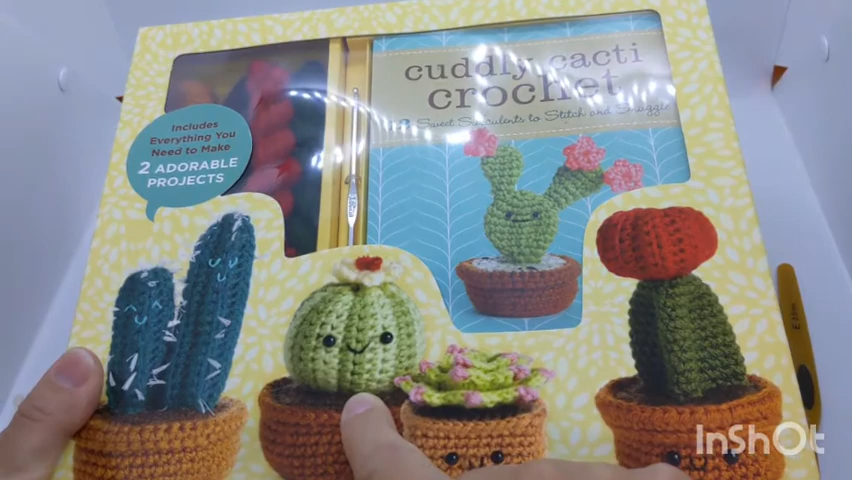 cuddly cacti
crochet
Sweet Succulents to Stitch and Snuggle
Includes
Everything You
Need to Make
2 ADORABLE
PROJECTS
InShOt